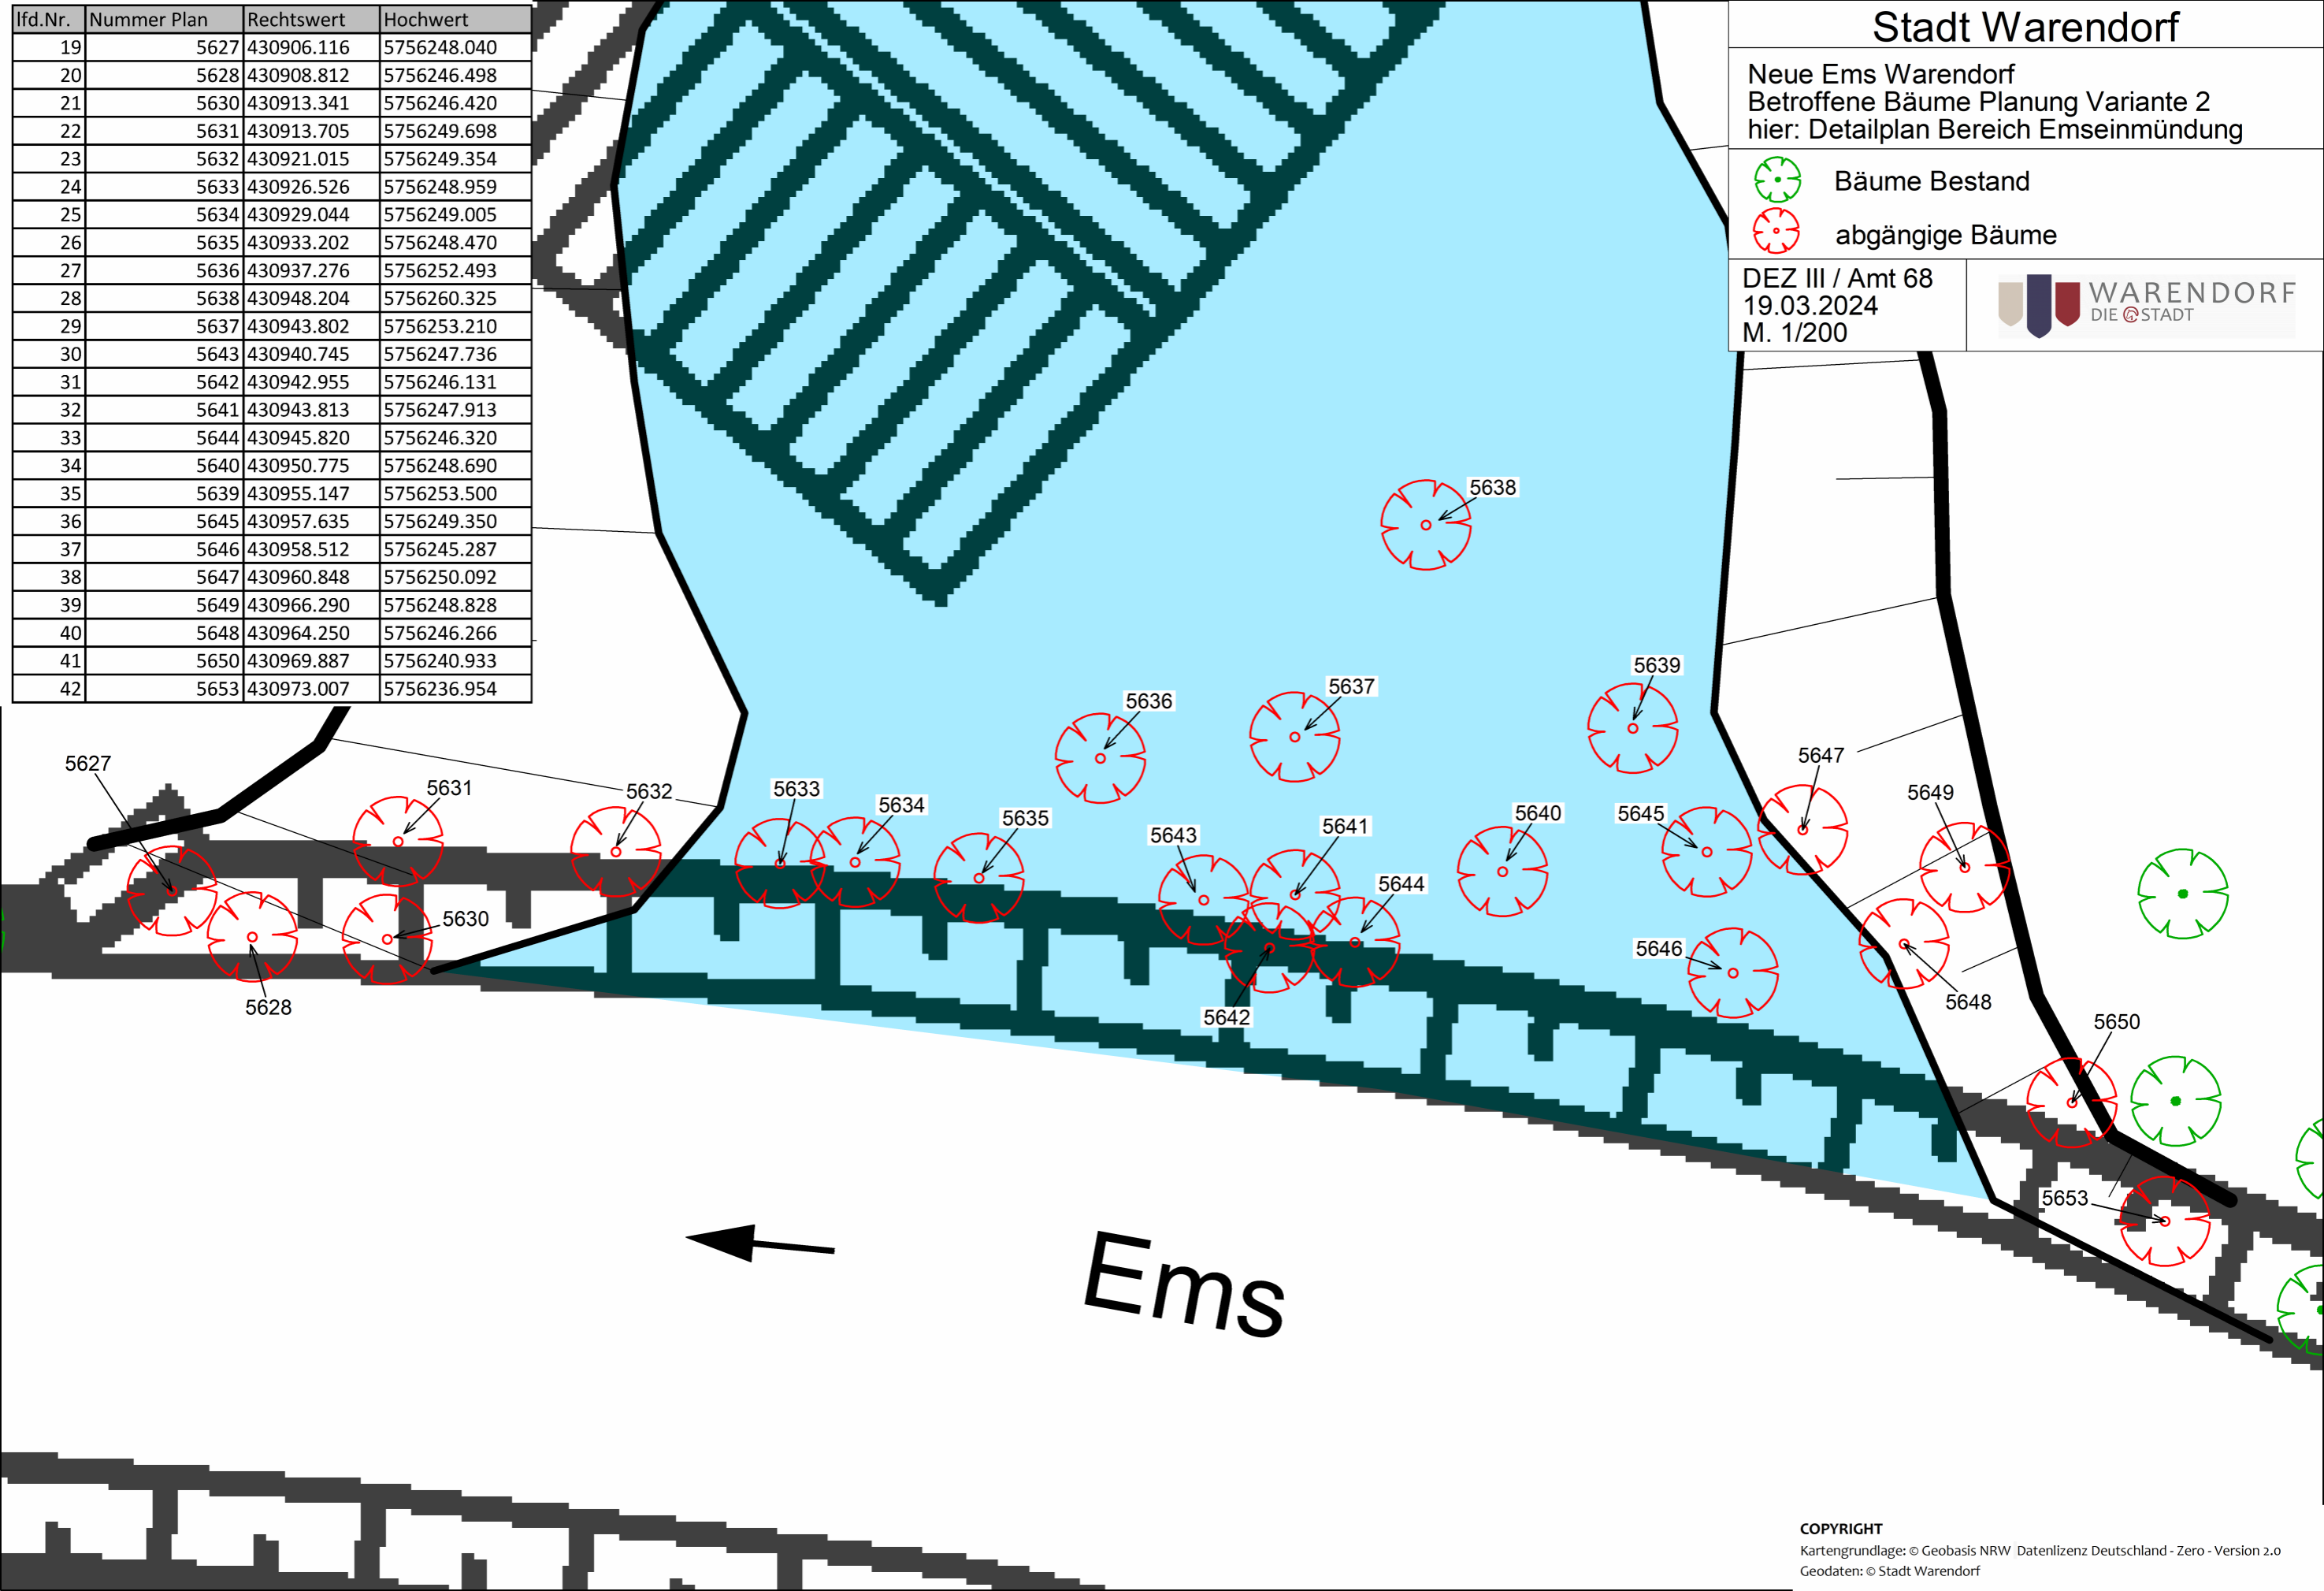 lfd.Nr. Nummer Plan Rechtswert Hochwert
19 5627 430906.116 5756248.040
20 5628 430908.812 5756246.498
21 5630 430913.341 5756246.420
22 5631 430913.705 5756249.698
23 5632 430921.015 5756249.354
24 5633 430926.526 5756248.959
25 5634 430929.044 5756249.005
26 5635 430933.202 5756248.470
27 5636 430937.276 5756252.493
28 5638 430948.204 5756260.325
29 5637 430943.802 5756253.210
30 5643 430940.745 5756247.736
31 5642 430942.955 5756246.131
32 5641 430943.813 5756247.913
33 5644 430945.820 5756246.320
34 5640 430950.775 5756248.690
35 5639 430955.147 5756253.500
36 5645 430957.635 5756249.350
37 5646 430958.512 5756245.287
38 5647 430960.848 5756250.092
39 5649 430966.290 5756248.828
40 5648 430964.250 5756246.266
41 5650 430969.887 5756240.933
42 5653 430973.007 5756236.954
Stadt Warendorf
Neue Ems Warendorf
Betroffene Bäume Planung Variante 2
hier: Detailplan Bereich Emseinmündung
Bäume Bestand
abgängige Bäume
DEZ III / Amt 68
19.03.2024
M. 1/200
WARENDORF
DIE STADT
5638
5639
5637
5636
5647
5627
5631
5632
5633
5649
5634
5640
5645
5635
5641
5643
5644
5630
5646
5648
5628
5642
5650
5653
Ems
COPYRIGHT
Kartengrundlage: © Geobasis NRW Datenlizenz Deutschland - Zero - Version 2.0
Geodaten: © Stadt Warendorf